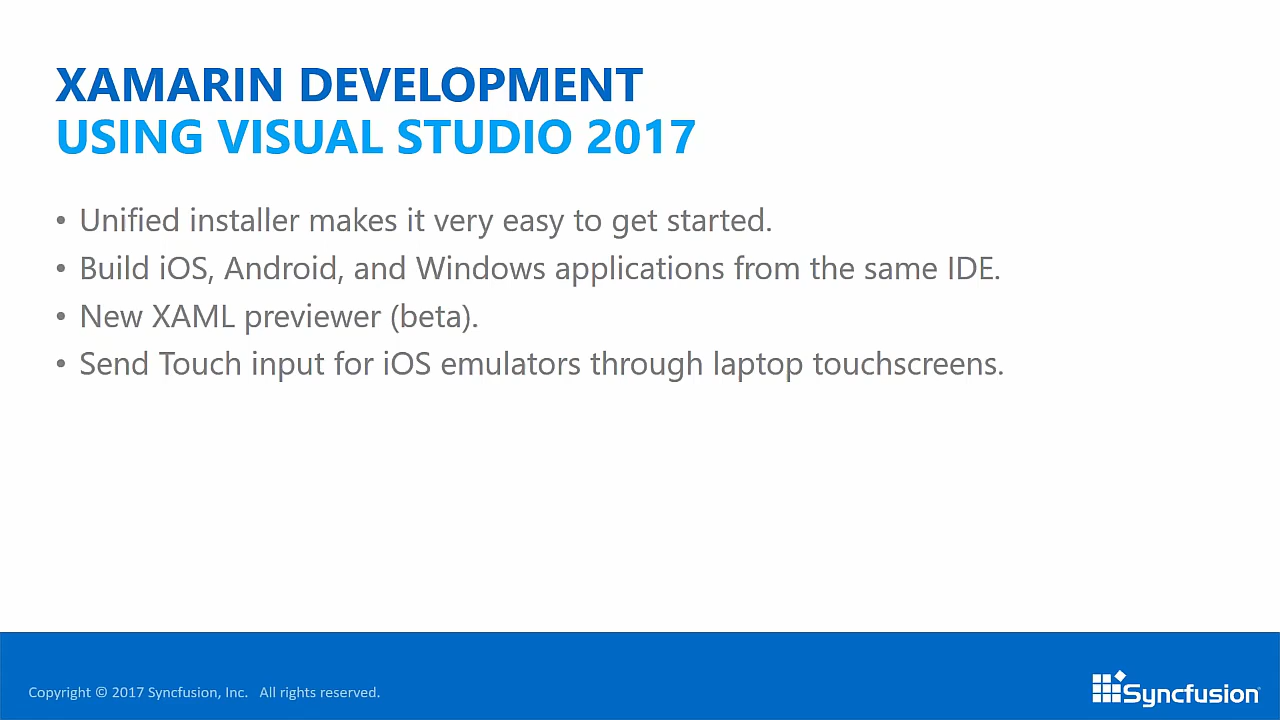 XAMARIN DEVELOPMENT
USING VISUAL STUDIO 2017
• Unified installer makes it very easy to get started.
• Build iOS, Android, and Windows applications from the same IDE.
• New XAML previewer (beta).
• Send Touch input for iOS emulators through laptop touchscreens.
Copyright © 2017 Syncfusion, Inc. All rights reserved.
Syncfusion